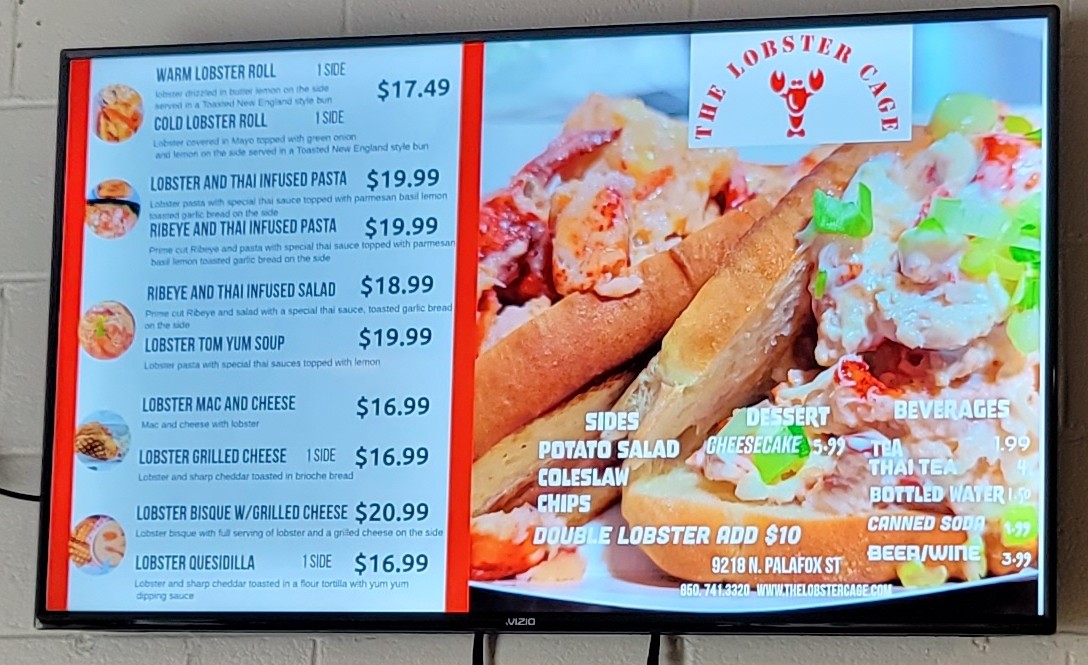 WARM LOBSTER ROLL 1 SIDE
lobster drizzled in butter lemon on the side
served in a Toasted New England style bun
$17.49
COLD LOBSTER ROLL 1 SIDE
Lobster covered in Mayo topped with green onion
and lemon on the side served in a Toasted New England style bun
LOBSTER AND THAI INFUSED PASTA $19.99
Lobster pasta with special thai sauce topped with parmesan basil lemon
toasted garlic bread on the side
RIBEYE AND THAI INFUSED PASTA $19.99
Prime cut Ribeye and pasta with special thai sauce topped with parmesan
basil lemon toasted garlic bread on the side
RIBEYE AND THAI INFUSED SALAD $18.99
Prime cut Ribeye and salad with a special thai sauce, toasted garlic bread
on the side
LOBSTER TOM YUM SOUP $19.99
Lobster pasta with special thai sauces topped with lemon
LOBSTER MAC AND CHEESE $16.99
Mac and cheese with lobster
LOBSTER GRILLED CHEESE 1 SIDE $16.99
Lobster and sharp cheddar toasted in brioche bread
LOBSTER BISQUE W/GRILLED CHEESE $20.99
Lobster bisque with full serving of lobster and a grilled cheese on the side
LOBSTER QUESIDILLA 1 SIDE $16.99
Lobster and sharp cheddar toasted in a flour tortilla with yum yum
dipping sauce
THE LOBSTER CAGE
SIDES
POTATO SALAD
COLESLAW
CHIPS
DESSERT
CHEESECAKE 5.99
BEVERAGES
TEA 1.99
THAI TEA 4.
BOTTLED WATER 1.50
CANNED SODA 1.99
BEER/WINE 3.99
DOUBLE LOBSTER ADD $10
9218 N. PALAFOX ST
850. 741.3320 WWW.THELOBSTERCAGE.COM
VIZIO